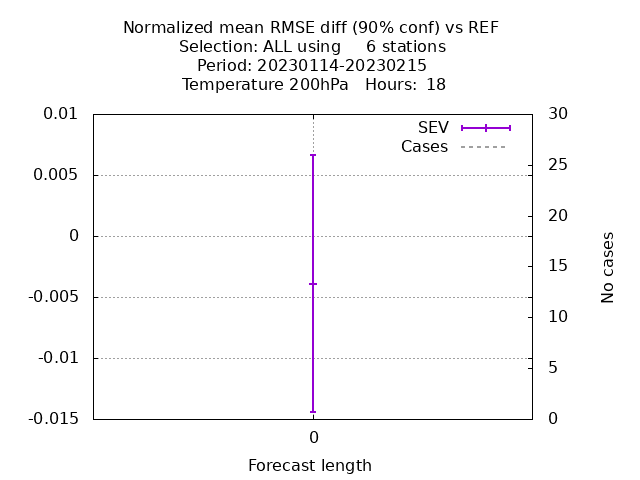 Normalized mean RMSE diff (90% conf) vs REF
Selection: ALL using     6 stations
Period: 20230114-20230215
Temperature 200hPa   Hours:  18
0.01
0.005
0
-0.005
-0.01
-0.015
SEV
Cases
30
25
20
15
10
5
0
No cases
0
Forecast length